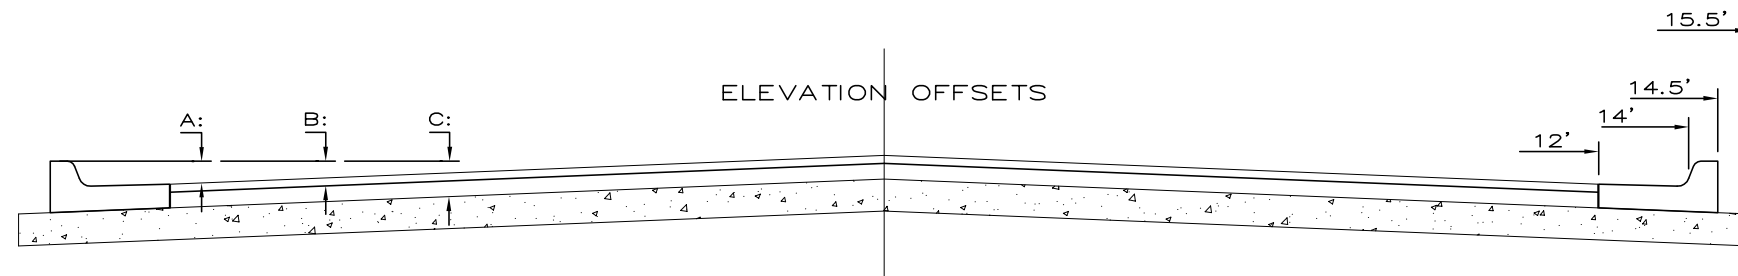 15.5'
ELEVATION OFFSETS
14.5'
A:
B:
C:
14'
12'